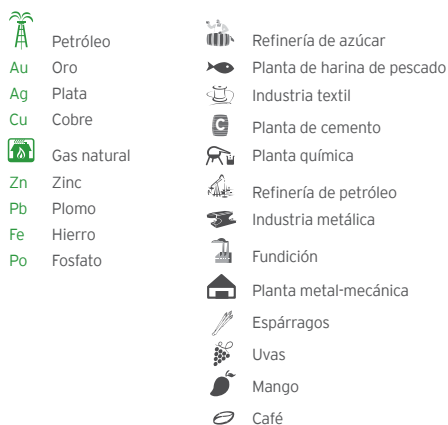 Petróleo
Au Oro
Ag Plata
Cu Cobre
Gas natural
Zn Zinc
Pb Plomo
Fe Hierro
Po Fosfato
Refinería de azúcar
Planta de harina de pescado
Industria textil
C Planta de cemento
Planta química
Refinería de petróleo
Industria metálica
Fundición
Planta metal-mecánica
Espárragos
Uvas
Mango
Café